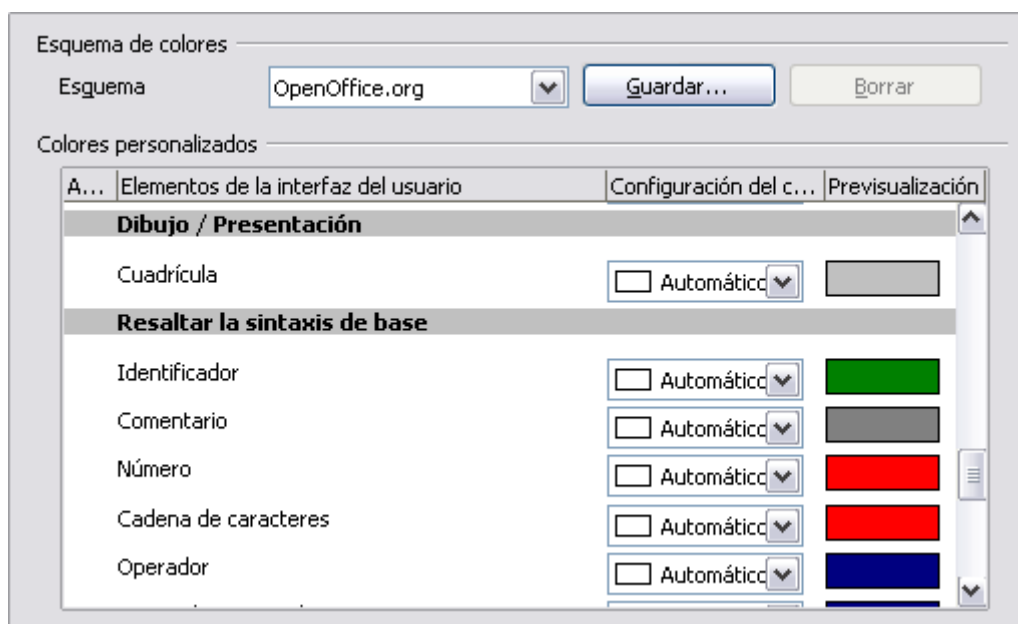 Esquema de colores
Esquema OpenOffice.org Guardar... Borrar
Colores personalizados
A... Elementos de la interfaz del usuario Configuración del c... Previsualización
Dibujo / Presentación
Cuadrícula Automático
Resaltar la sintaxis de base
Identificador Automático
Comentario Automático
Número Automático
Cadena de caracteres Automático
Operador Automático